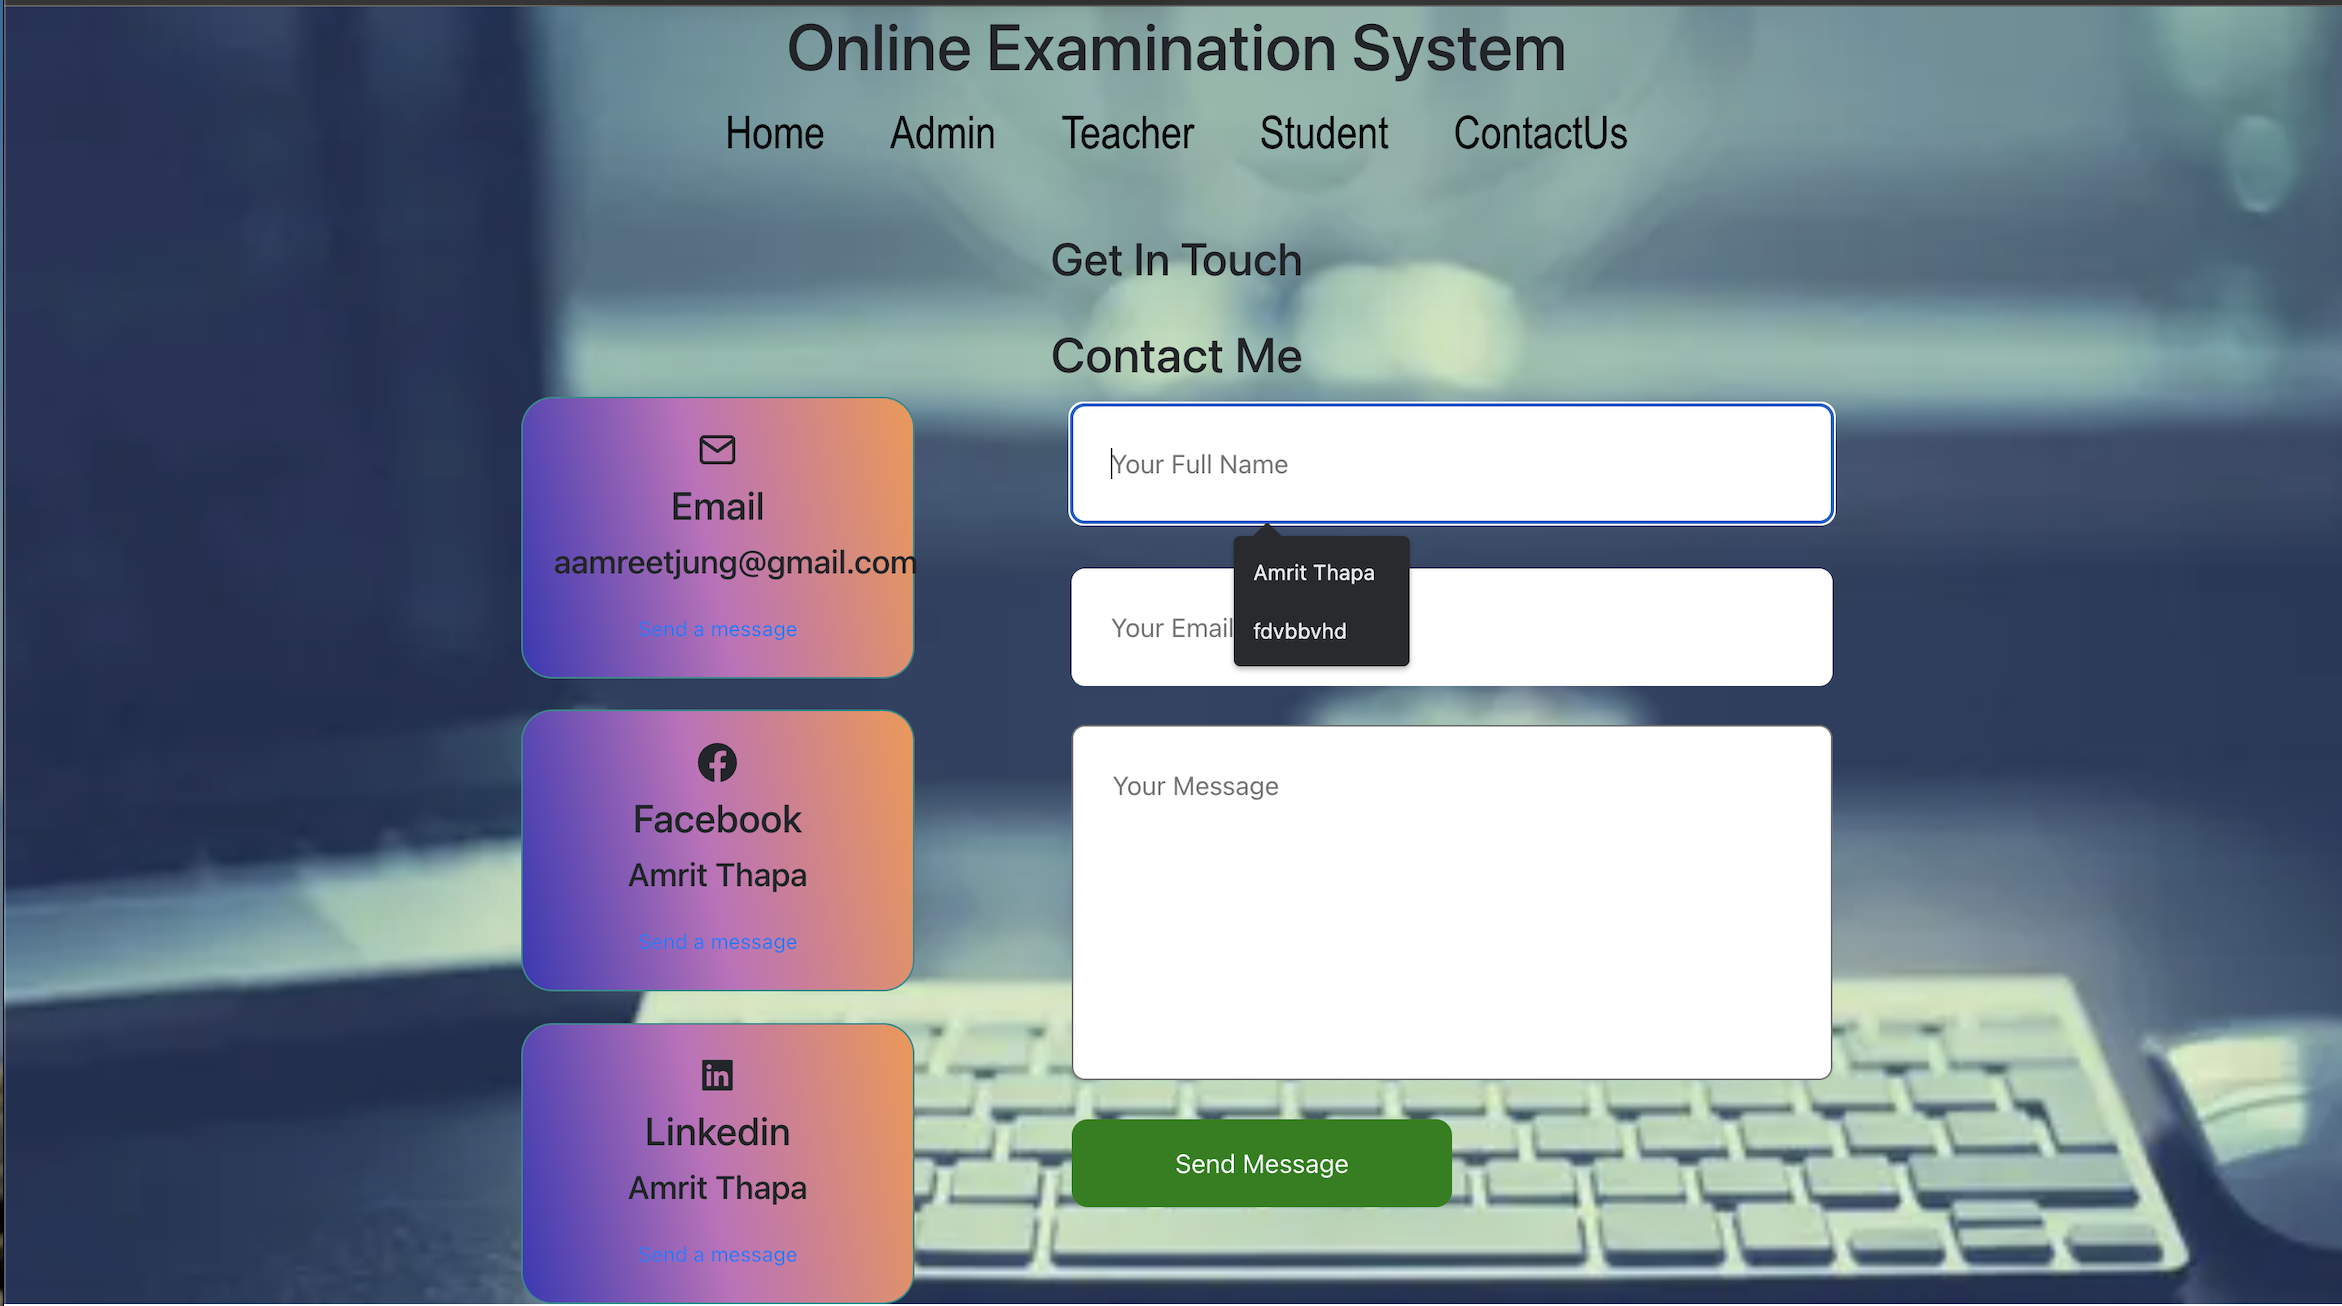 Online Examination System
Home Admin Teacher Student ContactUs
Get In Touch
Contact Me
Email
aamreetjung@gmail.com
Send a message
Facebook
Amrit Thapa
Send a message
Linkedin
Amrit Thapa
Send a message
Your Full Name
Amrit Thapa
fdvbbvhd
Your Email
Your Message
Send Message